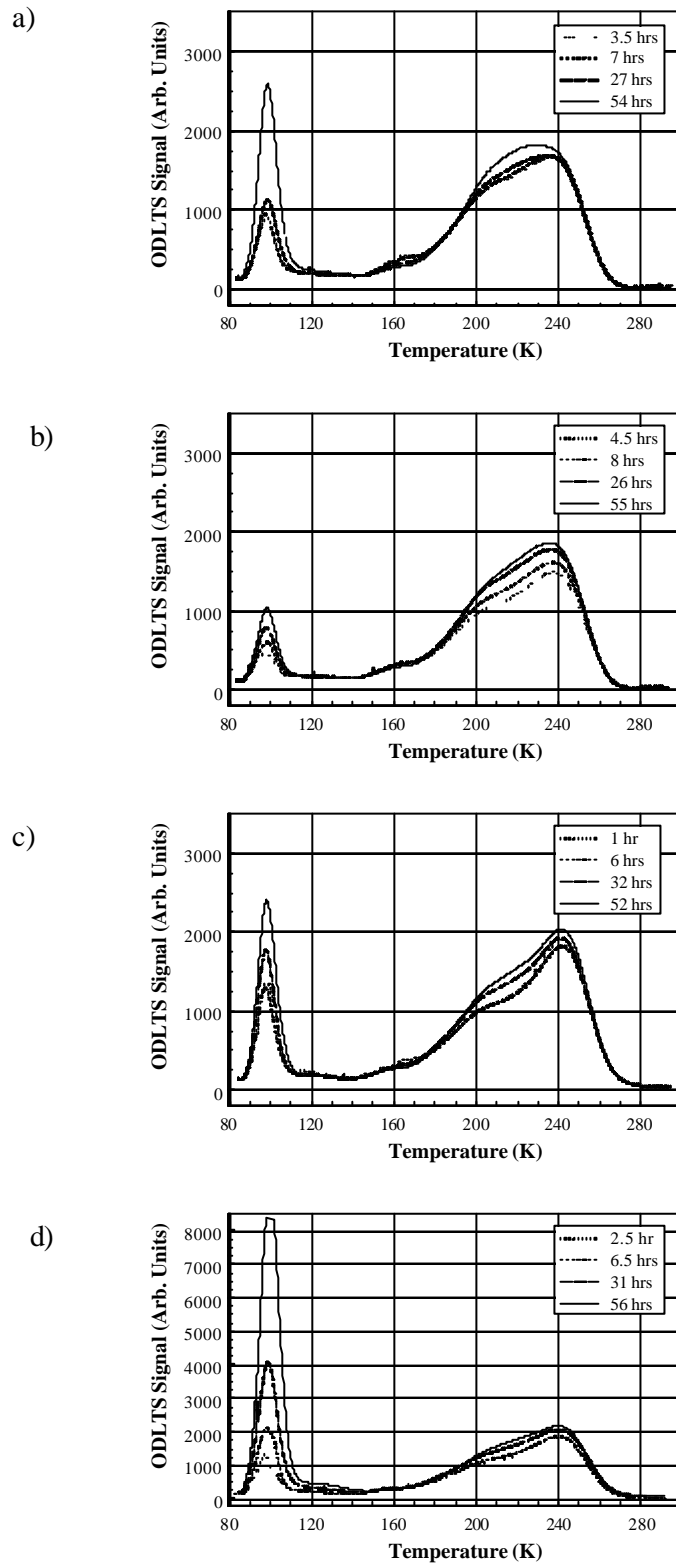 a)
ODLTS Signal (Arb. Units)
3000
2000
1000
0
3.5 hrs
7 hrs
27 hrs
54 hrs
80 120 160 200 240 280
Temperature (K)
b)
ODLTS Signal (Arb. Units)
3000
2000
1000
0
4.5 hrs
8 hrs
26 hrs
55 hrs
80 120 160 200 240 280
Temperature (K)
c)
ODLTS Signal (Arb. Units)
3000
2000
1000
0
1 hr
6 hrs
32 hrs
52 hrs
80 120 160 200 240 280
Temperature (K)
d)
ODLTS Signal (Arb. Units)
8000
7000
6000
5000
4000
3000
2000
1000
0
2.5 hr
6.5 hrs
31 hrs
56 hrs
80 120 160 200 240 280
Temperature (K)